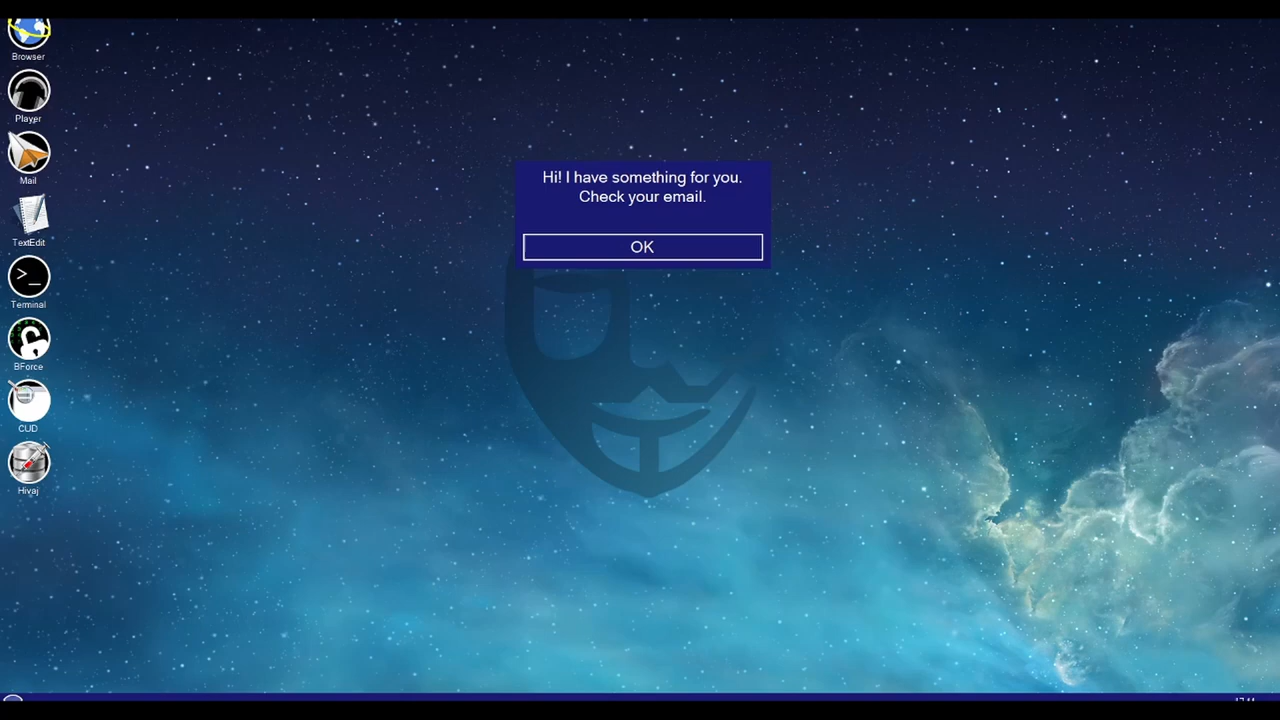 Browser
Player
Mail
TextEdit
Terminal
BForce
CUD
Hivaj
Hi! I have something for you.
Check your email.
OK